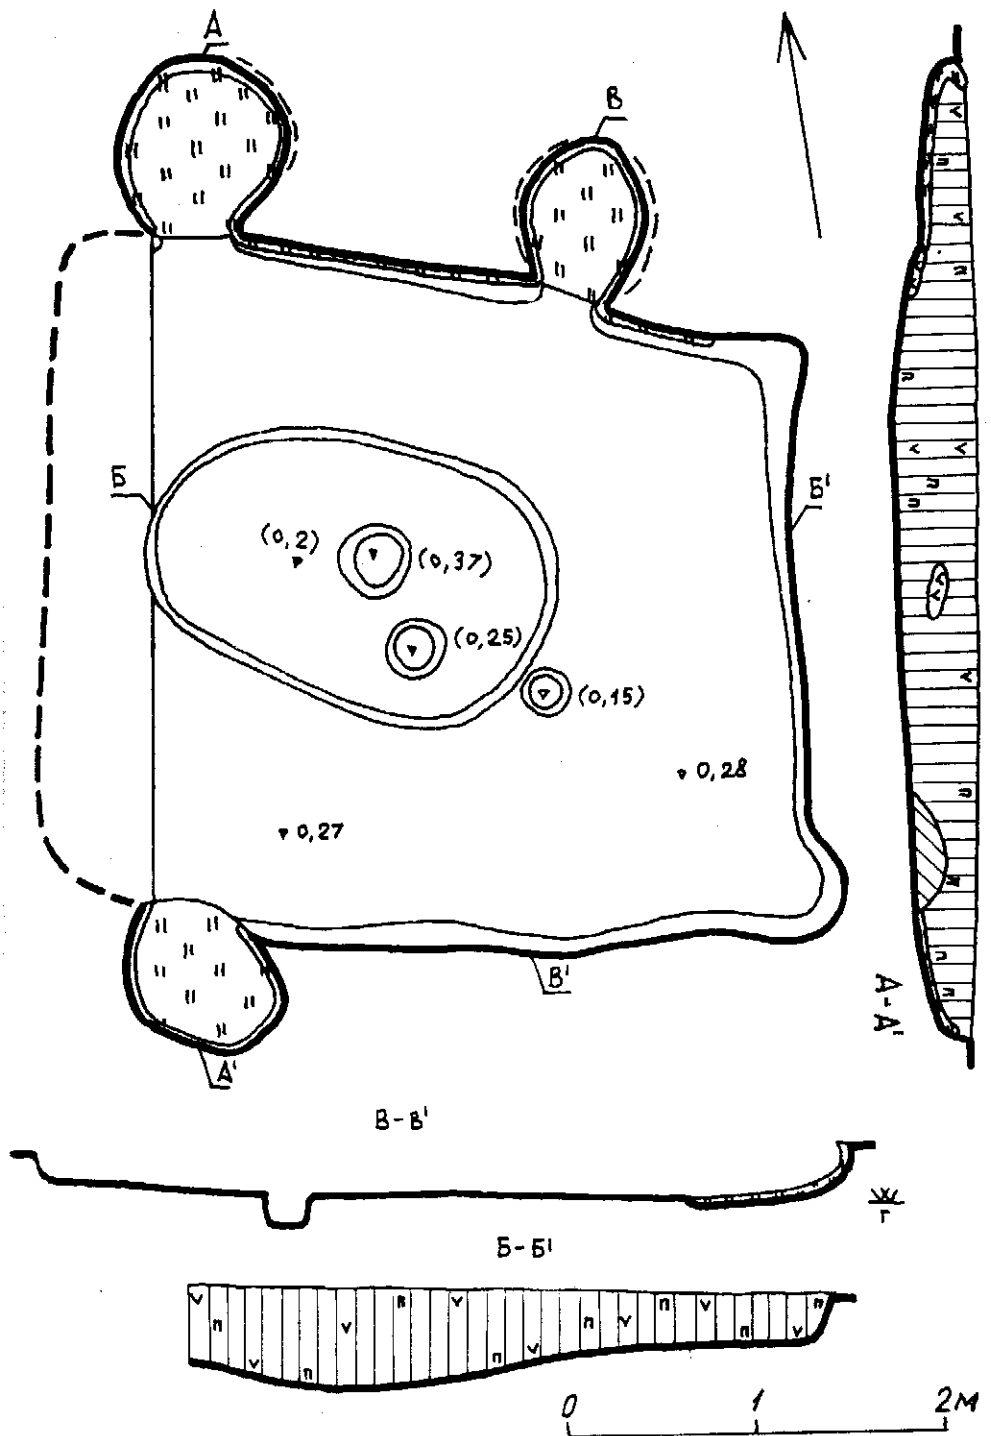 А
В
Б
Б'
(0,2)
(0,37)
(0,25)
(0,15)
0,28
0,27
В'
А'
А-А'
В-В'
Б-Б'
0 1 2м